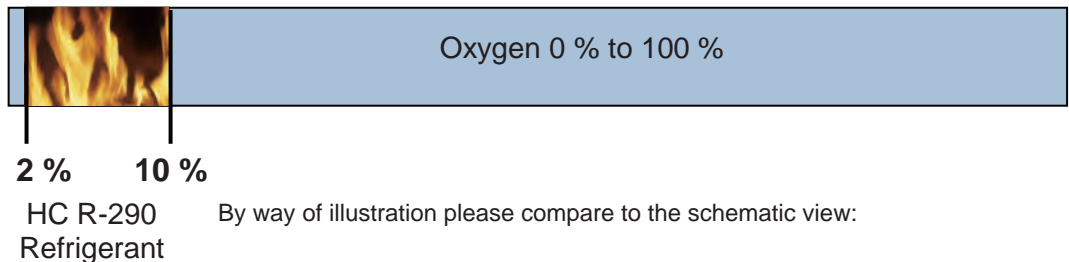 Oxygen 0 % to 100 %
2 % 10 %
HC R-290
Refrigerant
By way of illustration please compare to the schematic view: